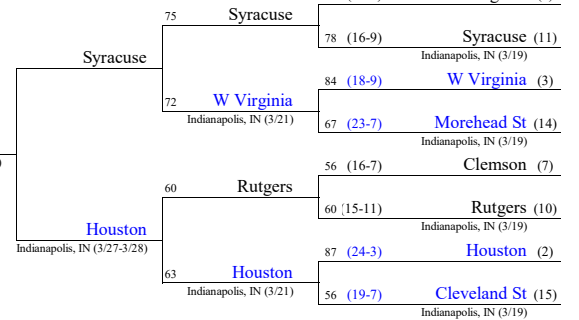 75 Syracuse
78 (16-9) Syracuse (11)
Indianapolis, IN (3/19)
Syracuse
84 (18-9) W Virginia (3)
72 W Virginia
Indianapolis, IN (3/21)
67 (23-7) Morehead St (14)
Indianapolis, IN (3/19)
56 (16-7) Clemson (7)
60 Rutgers
60 (15-11) Rutgers (10)
Indianapolis, IN (3/19)
Houston
Indianapolis, IN (3/27-3/28)
87 (24-3) Houston (2)
63 Houston
Indianapolis, IN (3/21)
56 (19-7) Cleveland St (15)
Indianapolis, IN (3/19)